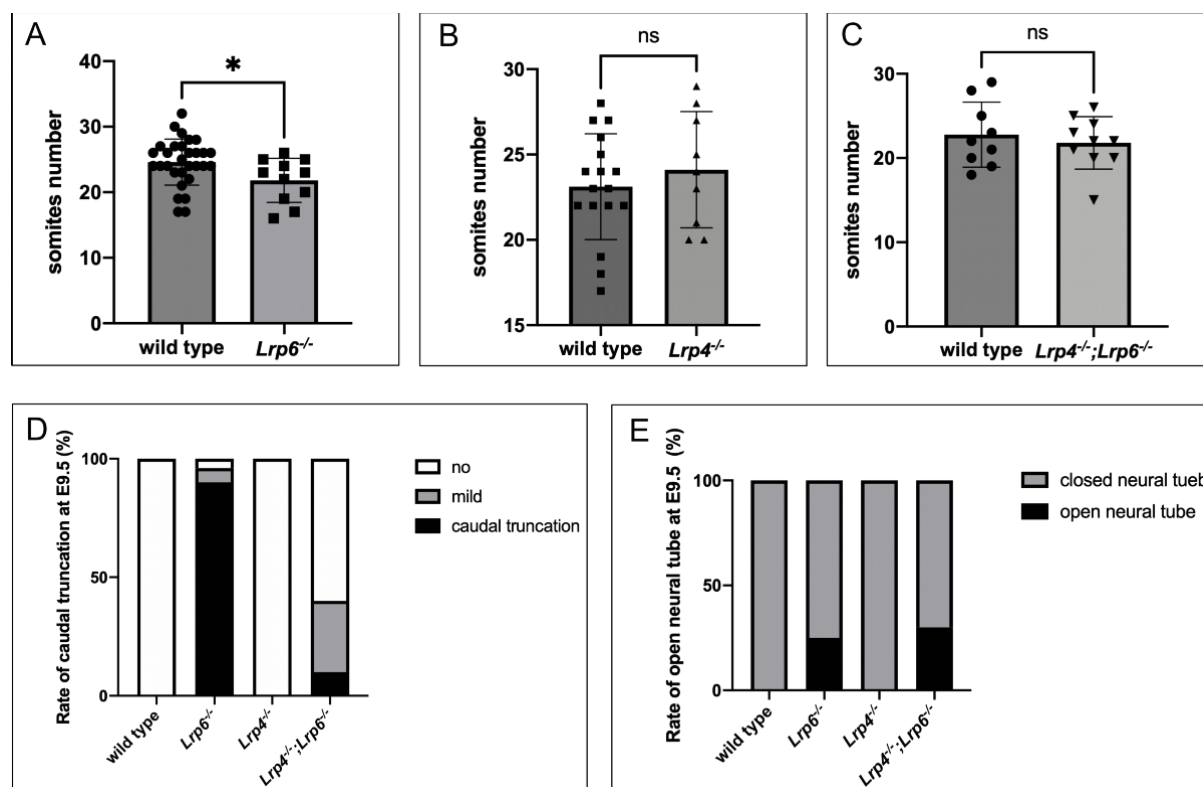 A
somites number
40
30
20
10
0
*
wild type
Lrp6-/-
B
somites number
30
25
20
15
ns
wild type
Lrp4-/-
C
somites number
30
20
10
0
ns
wild type
Lrp4-/-;Lrp6-/-
D
Rate of caudal truncation at E9.5 (%)
100
50
0
wild type
Lrp6-/-
Lrp4-/-
Lrp4-/-;Lrp6-/-
no
mild
caudal truncation
E
Rate of open neural tube at E9.5 (%)
100
50
0
wild type
Lrp6-/-
Lrp4-/-
Lrp4-/-;Lrp6-/-
closed neural tueb
open neural tube